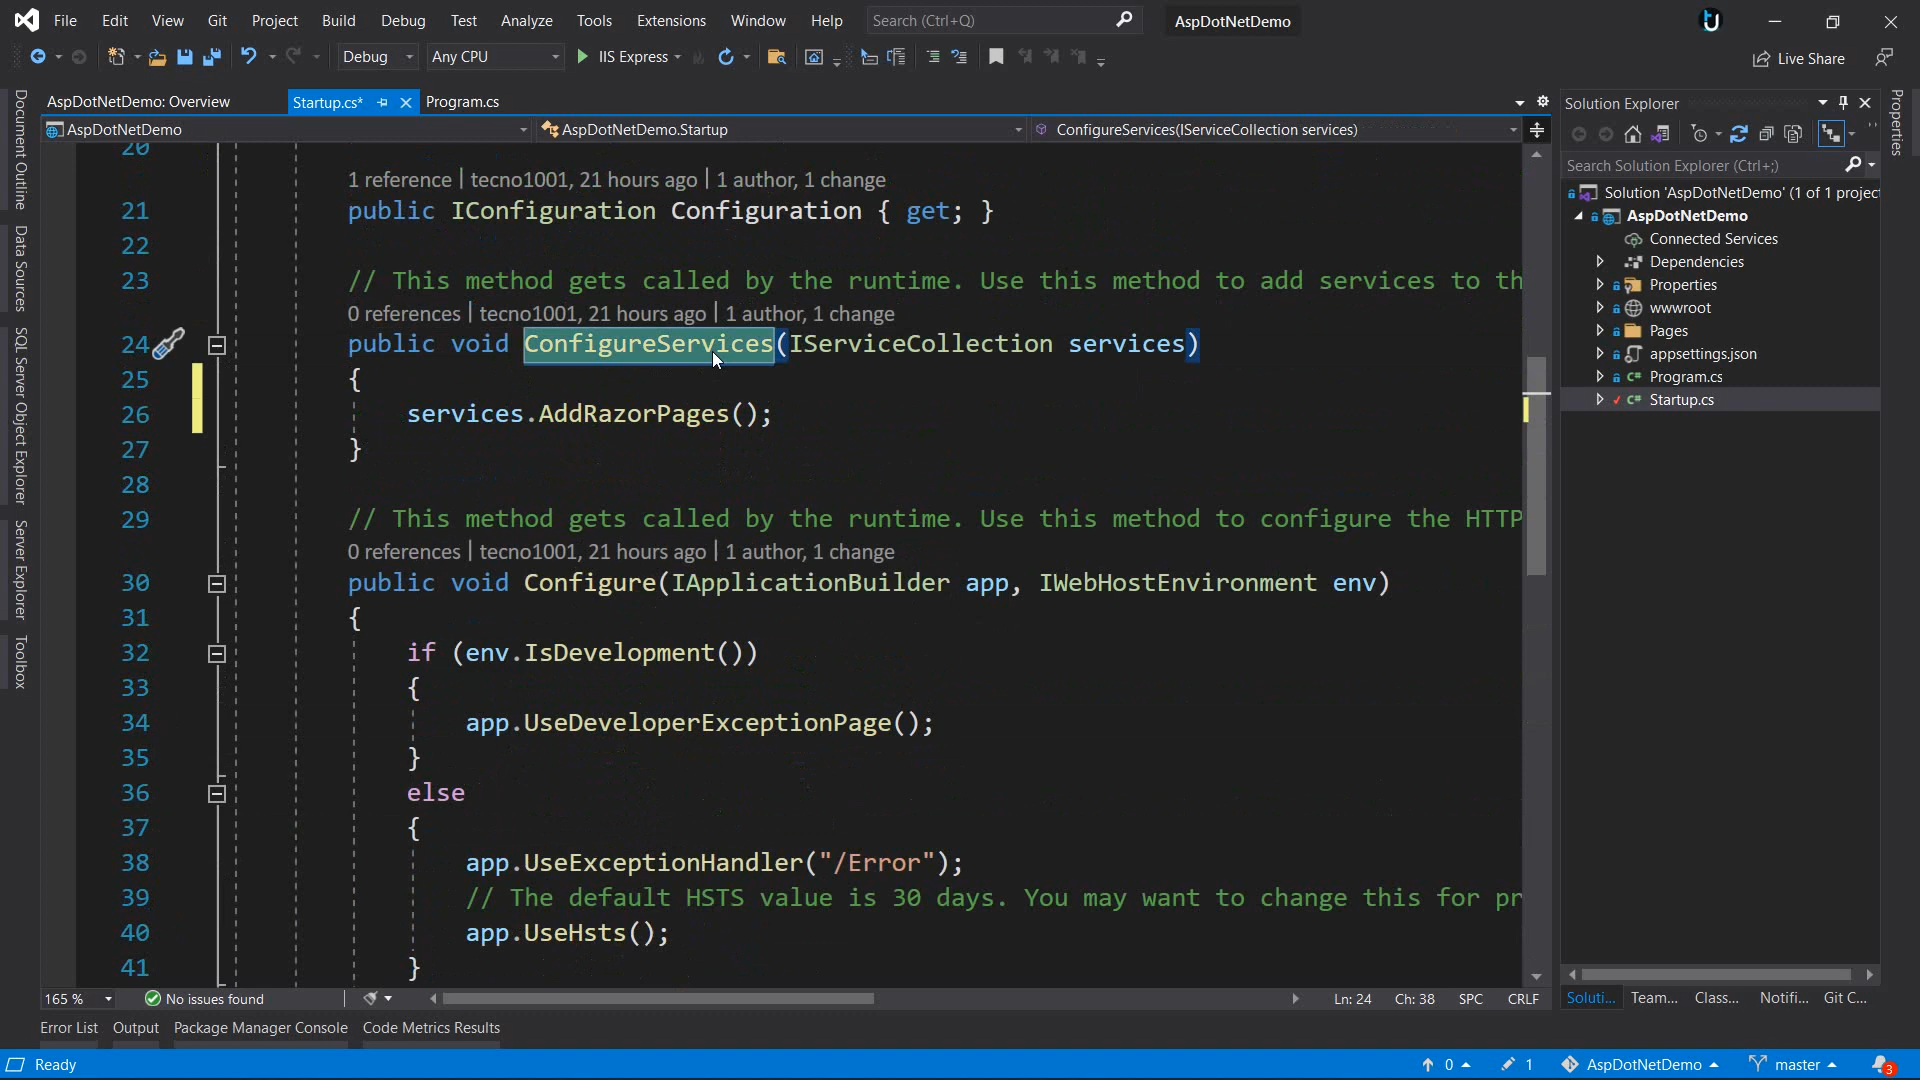 File Edit View Git Project Build Debug Test Analyze Tools Extensions Window Help Search (Ctrl+Q) AspDotNetDemo
Debug Any CPU IIS Express Live Share
AspDotNetDemo: Overview Startup.cs* Program.cs
AspDotNetDemo AspDotNetDemo.Startup ConfigureServices(IServiceCollection services)
Document Outline
Data Sources
SQL Server Object Explorer
Server Explorer
Toolbox
20
1 reference | tecno1001, 21 hours ago | 1 author, 1 change
21 public IConfiguration Configuration { get; }
22
23 // This method gets called by the runtime. Use this method to add services to th
0 references | tecno1001, 21 hours ago | 1 author, 1 change
24 public void ConfigureServices(IServiceCollection services)
25 {
26 services.AddRazorPages();
27 }
28
29 // This method gets called by the runtime. Use this method to configure the HTTP
0 references | tecno1001, 21 hours ago | 1 author, 1 change
30 public void Configure(IApplicationBuilder app, IWebHostEnvironment env)
31 {
32 if (env.IsDevelopment())
33 {
34 app.UseDeveloperExceptionPage();
35 }
36 else
37 {
38 app.UseExceptionHandler("/Error");
39 // The default HSTS value is 30 days. You may want to change this for pr
40 app.UseHsts();
41 }
165 % No issues found Ln: 24 Ch: 38 SPC CRLF
Error List Output Package Manager Console Code Metrics Results
Solution Explorer
Search Solution Explorer (Ctrl+;)
Solution 'AspDotNetDemo' (1 of 1 project
AspDotNetDemo
Connected Services
Dependencies
Properties
wwwroot
Pages
appsettings.json
Program.cs
Startup.cs
Soluti... Team... Class... Notifi... Git C...
Properties
Ready 0 1 AspDotNetDemo master 3